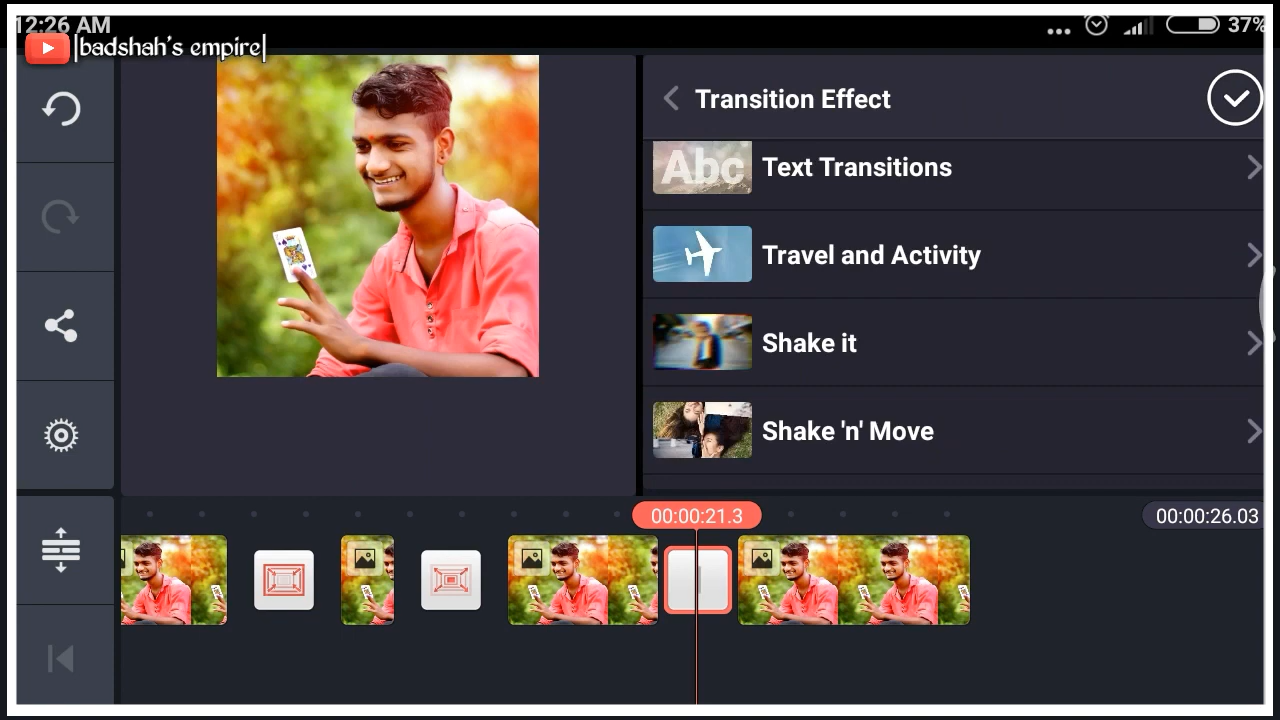 12:26 AM
37%
|badshah's empire|
Transition Effect
Abc
Text Transitions
Travel and Activity
Shake it
Shake 'n' Move
00:00:21.3
00:00:26.03